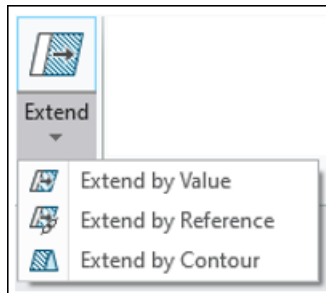 Extend
Extend by Value
Extend by Reference
Extend by Contour